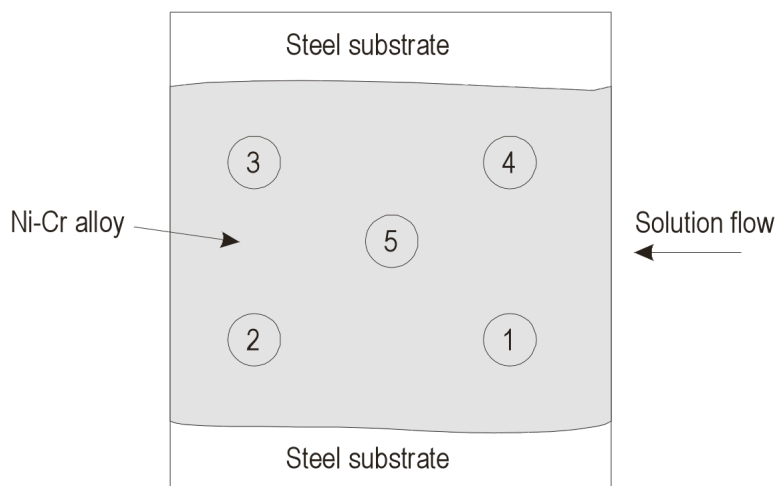 Steel substrate
3
4
Ni-Cr alloy
5
Solution flow
2
1
Steel substrate